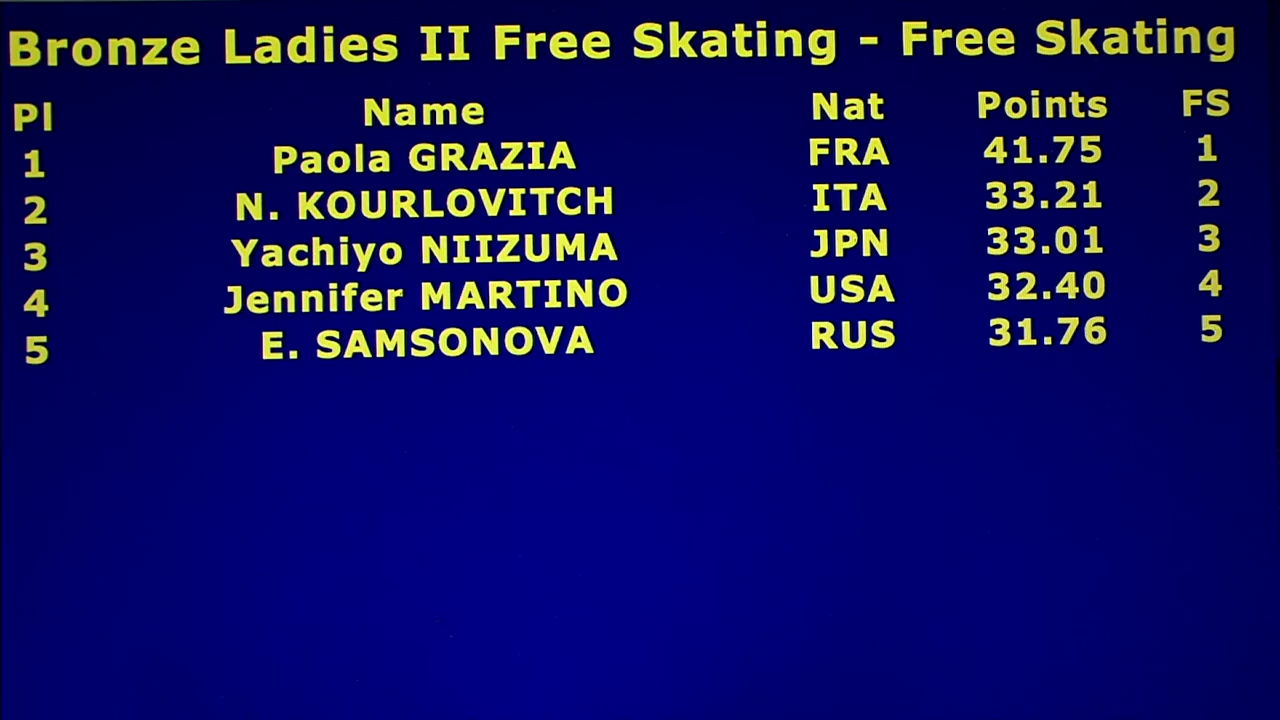 Bronze Ladies II Free Skating - Free Skating
Pl Name Nat Points FS
1 Paola GRAZIA FRA 41.75 1
2 N. KOURLOVITCH ITA 33.21 2
3 Yachiyo NIIZUMA JPN 33.01 3
4 Jennifer MARTINO USA 32.40 4
5 E. SAMSONOVA RUS 31.76 5